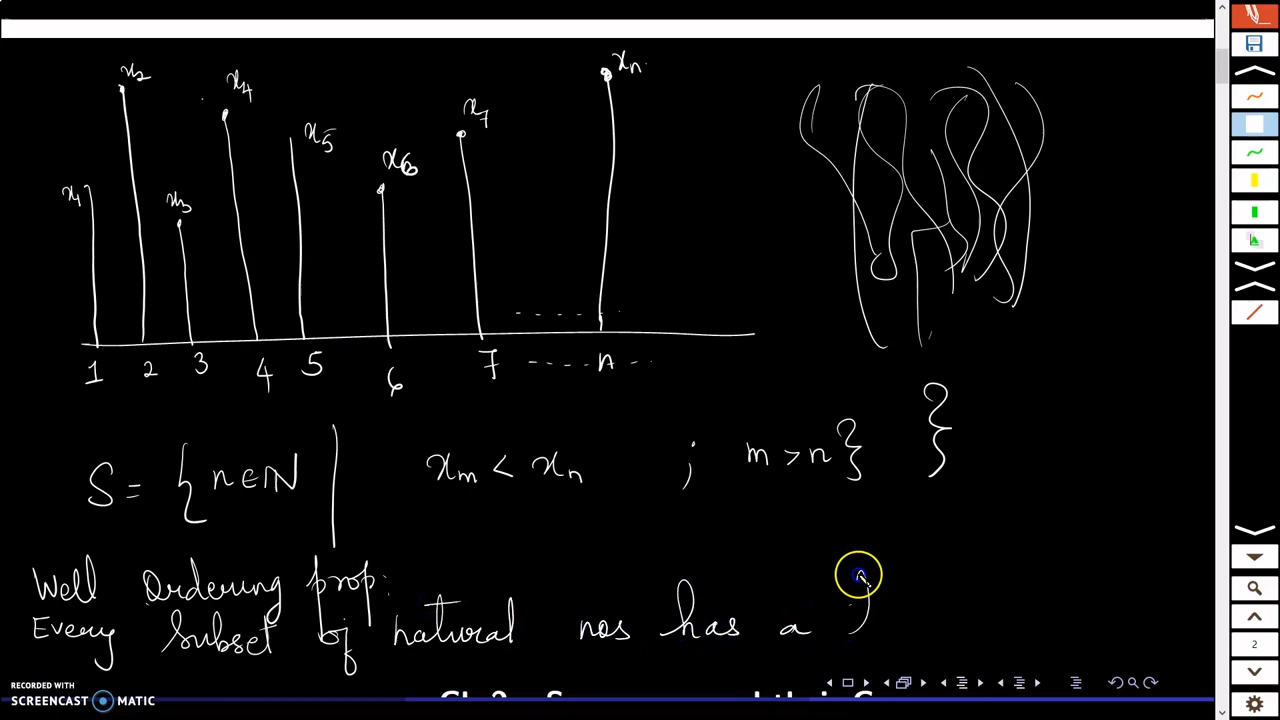 x₂ x₄ x₇ xₙ
x₁ x₃ x₅ x₆
1 2 3 4 5 6 7 ..... n ...
S = { n ∈ ℕ | xₘ < xₙ ; m > n } }
Well Ordering prop:
Every subset of natural nos has a
2
RECORDED WITH
SCREENCAST MATIC